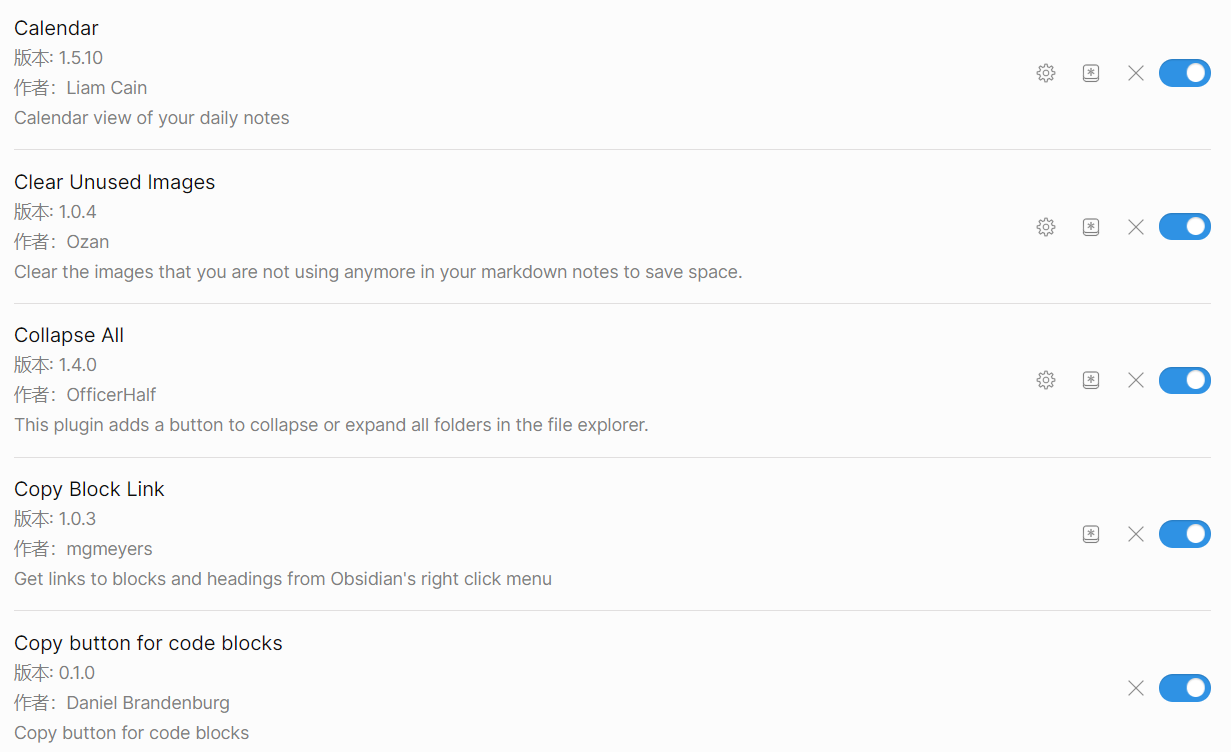 Calendar
版本: 1.5.10
作者：Liam Cain
Calendar view of your daily notes
Clear Unused Images
版本: 1.0.4
作者：Ozan
Clear the images that you are not using anymore in your markdown notes to save space.
Collapse All
版本: 1.4.0
作者：OfficerHalf
This plugin adds a button to collapse or expand all folders in the file explorer.
Copy Block Link
版本: 1.0.3
作者：mgmeyers
Get links to blocks and headings from Obsidian's right click menu
Copy button for code blocks
版本: 0.1.0
作者：Daniel Brandenburg
Copy button for code blocks